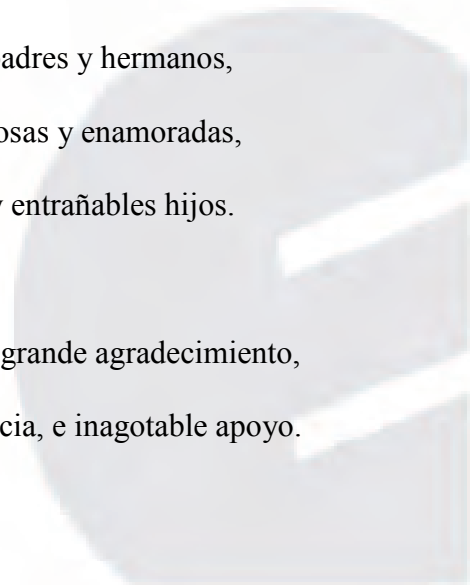 adres y hermanos,
osas y enamoradas,
entrañables hijos.
grande agradecimiento,
cia, e inagotable apoyo.